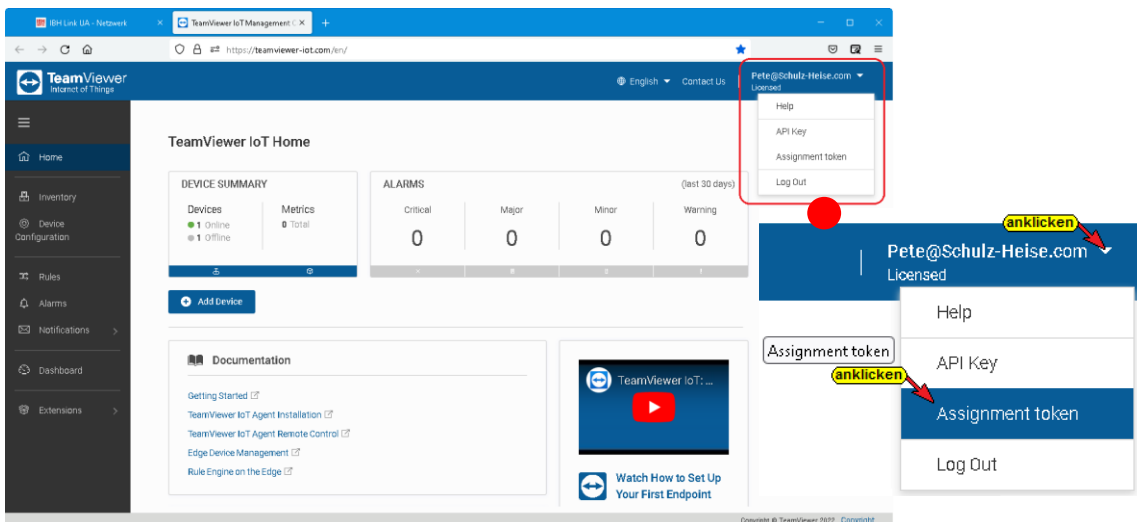 IBH Link UA - Netzwerk
TeamViewer IoT Management C
https://teamviewer-iot.com/en/
TeamViewer
Internet of Things
English
Contact Us
Pete@Schulz-Heise.com
Licensed
Help
API Key
Assignment token
Log Out
Home
Inventory
Device
Configuration
Rules
Alarms
Notifications
Dashboard
Extensions
TeamViewer IoT Home
DEVICE SUMMARY
Devices
1 Online
1 Offline
Metrics
0 Total
ALARMS
(last 30 days)
Critical
Major
Minor
Warning
0
0
0
0
Add Device
Documentation
Getting Started
TeamViewer IoT Agent Installation
TeamViewer IoT Agent Remote Control
Edge Device Management
Rule Engine on the Edge
TeamViewer IoT: ...
Watch How to Set Up
Your First Endpoint
Copyright © TeamViewer 2022 Copyright
anklicken
Pete@Schulz-Heise.com
Licensed
Help
Assignment token
API Key
anklicken
Assignment token
Log Out